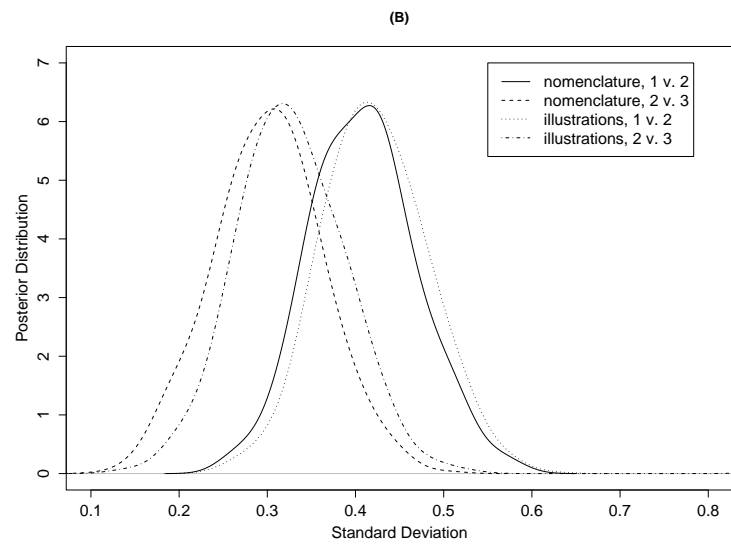 (B)
7
6
5
4
3
2
1
0
Posterior Distribution
nomenclature, 1 v. 2
nomenclature, 2 v. 3
illustrations, 1 v. 2
illustrations, 2 v. 3
0.1 0.2 0.3 0.4 0.5 0.6 0.7 0.8
Standard Deviation